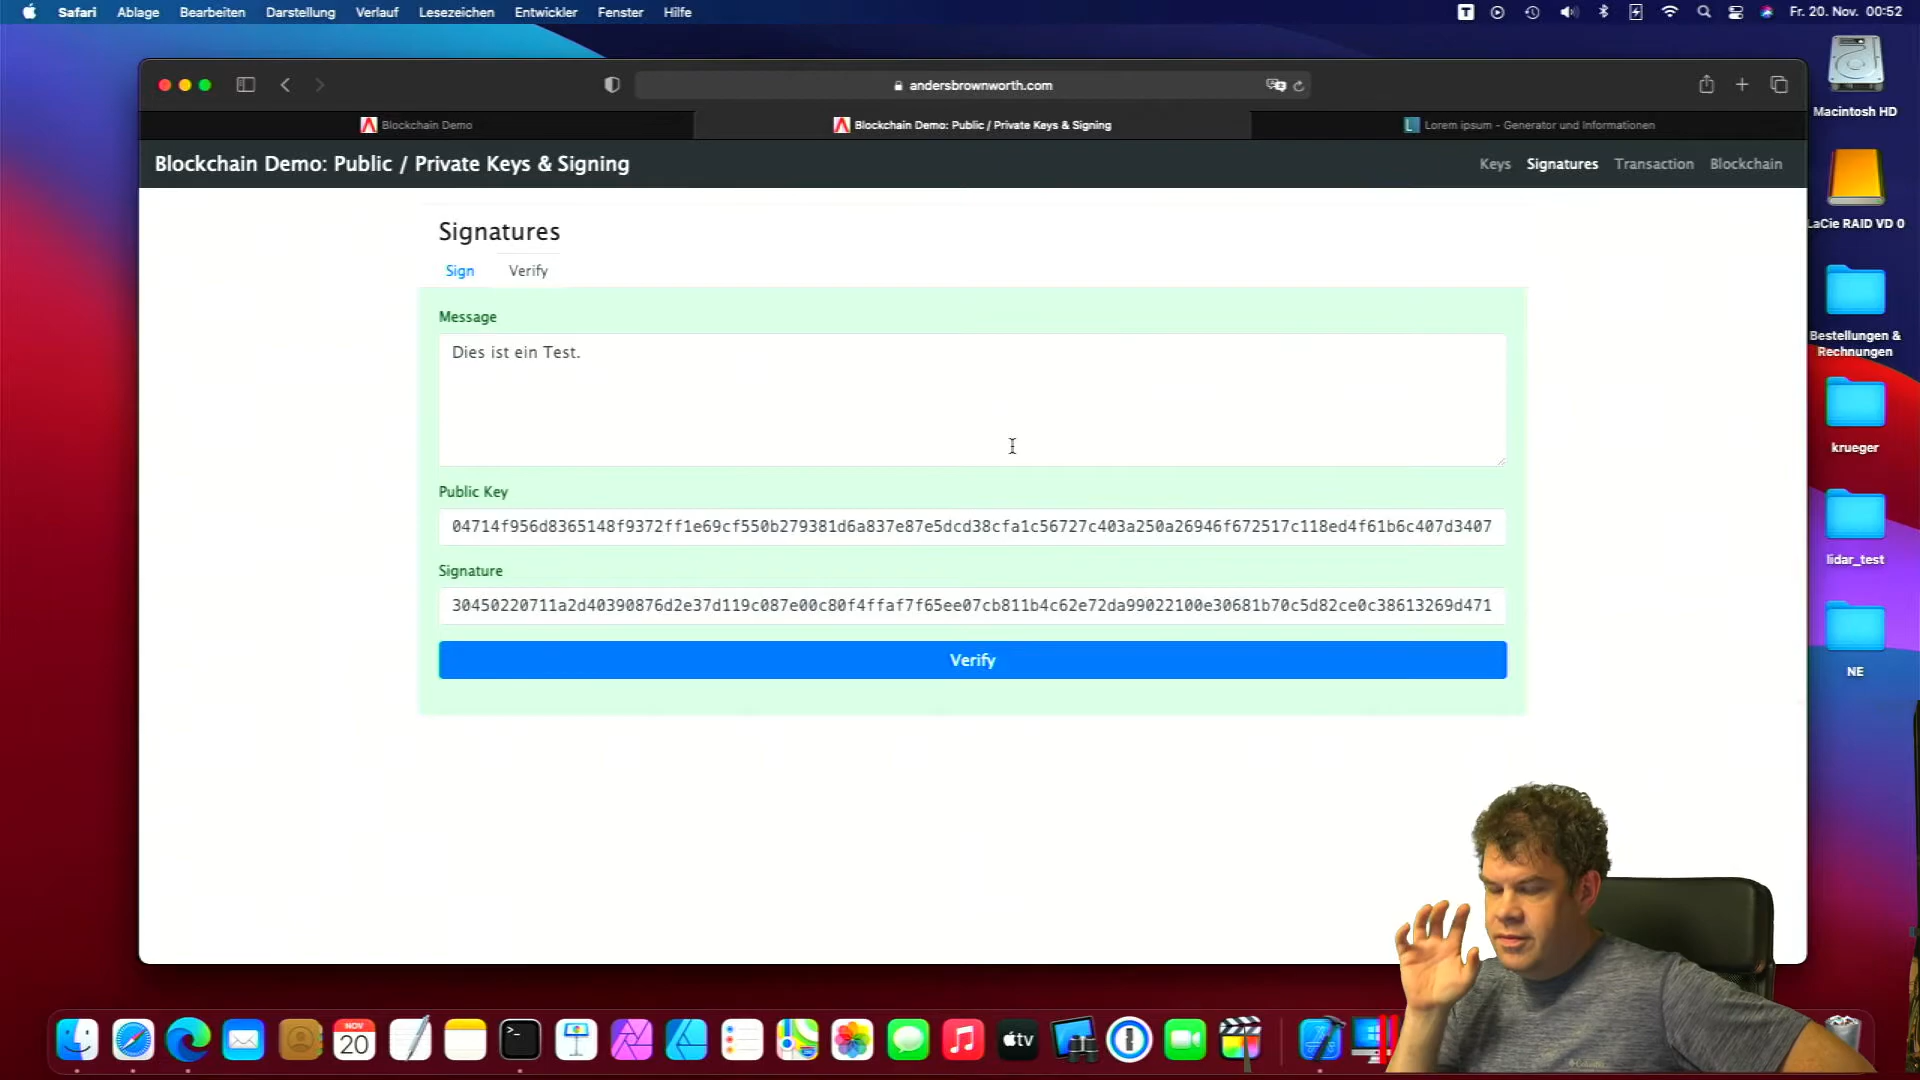 Safari Ablage Bearbeiten Darstellung Verlauf Lesezeichen Entwickler Fenster Hilfe
Fr. 20. Nov. 00:52
andersbrownworth.com
Blockchain Demo
Blockchain Demo: Public / Private Keys & Signing
Lorem ipsum - Generator und Informationen
Blockchain Demo: Public / Private Keys & Signing
Keys Signatures Transaction Blockchain
Signatures
Sign Verify
Message
Dies ist ein Test.
Public Key
04714f956d8365148f9372ff1e69cf550b279381d6a837e87e5dcd38cfa1c56727c403a250a26946f672517c118ed4f61b6c407d3407
Signature
30450220711a2d40390876d2e37d119c087e00c80f4ffaf7f65ee07cb811b4c62e72da99022100e30681b70c5d82ce0c38613269d471
Verify
Macintosh HD
LaCie RAID VD 0
Bestellungen &
Rechnungen
krueger
lidar_test
NE
NOV
20
tv